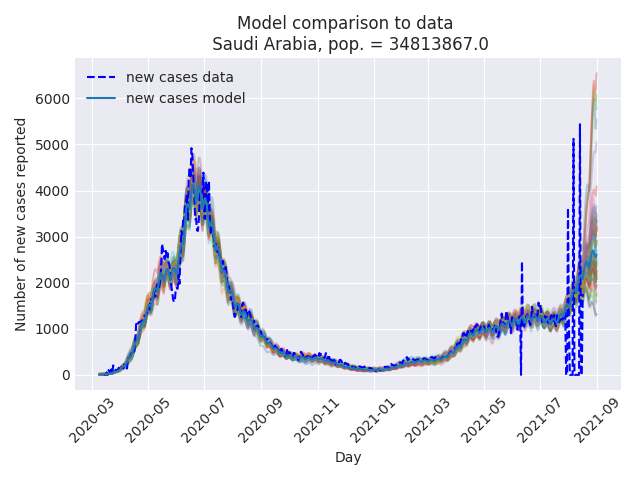 Model comparison to data
Saudi Arabia, pop. = 34813867.0
new cases data
new cases model
Number of new cases reported
6000
5000
4000
3000
2000
1000
0
2020-03
2020-05
2020-07
2020-09
2020-11
2021-01
2021-03
2021-05
2021-07
2021-09
Day